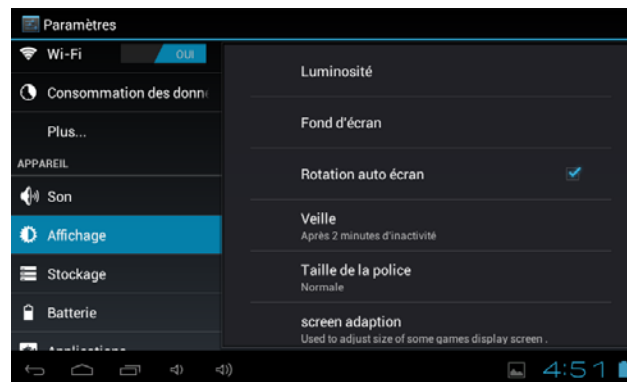 Paramètres
Wi-Fi OUI
Consommation des donn
Plus...
APPAREIL
Son
Affichage
Stockage
Batterie
Applications
Luminosité
Fond d'écran
Rotation auto écran
Veille
Après 2 minutes d'inactivité
Taille de la police
Normale
screen adaption
Used to adjust size of some games display screen .
4:51